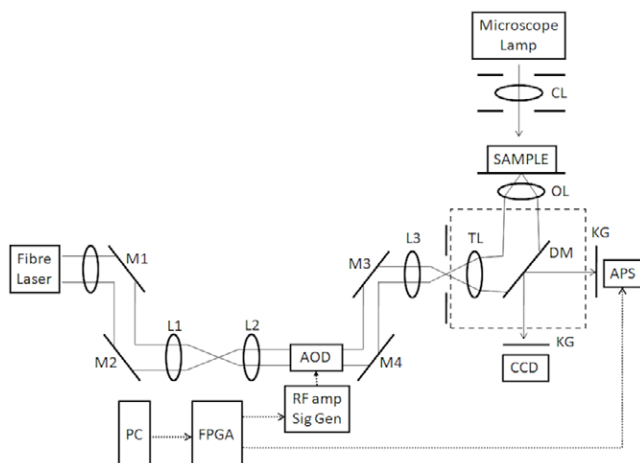 Microscope
Lamp
CL
SAMPLE
OL
KG
M3
L3
TL
DM
APS
Fibre
Laser
M1
L1
L2
M2
AOD
M4
KG
CCD
RF amp
Sig Gen
PC
FPGA